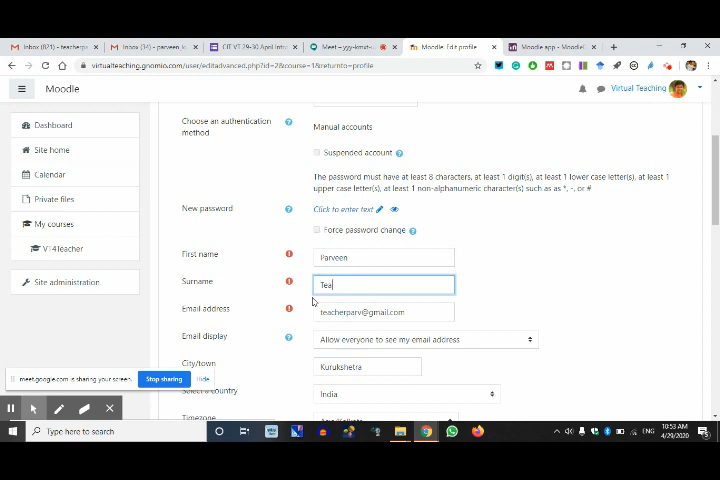 Inbox (821) - teacherp
Inbox (34) - parveen_k
CIT VT 29-30 April Intr
Meet – yyy-kmxt-
Moodle: Edit profile
Moodle app - Moodle
virtualteaching.gnomio.com/user/editadvanced.php?id=2&course=1&returnto=profile
Moodle
Virtual Teaching
Dashboard
Site home
Calendar
Private files
My courses
VT4Teacher
Site administration
Choose an authentication method
Manual accounts
Suspended account
The password must have at least 8 characters, at least 1 digit(s), at least 1 lower case letter(s), at least 1
upper case letter(s), at least 1 non-alphanumeric character(s) such as as *, -, or #
New password
Click to enter text
Force password change
First name
Parveen
Surname
Tea
Email address
teacherparv@gmail.com
Email display
Allow everyone to see my email address
City/town
Kurukshetra
Select a country
India
Timezone
meet.google.com is sharing your screen.
Stop sharing
Hide
Type here to search
ENG
10:53 AM
4/29/2020